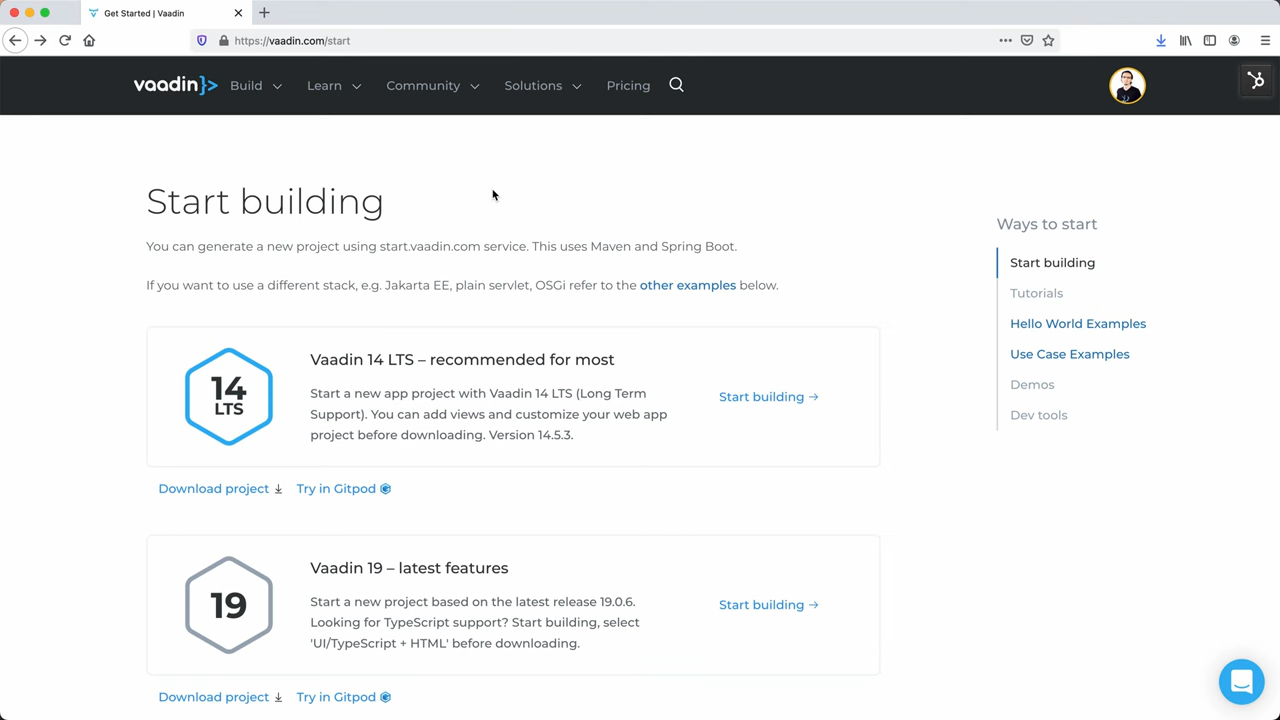 Get Started | Vaadin
https://vaadin.com/start
vaadin}> Build Learn Community Solutions Pricing
Start building
You can generate a new project using start.vaadin.com service. This uses Maven and Spring Boot.
If you want to use a different stack, e.g. Jakarta EE, plain servlet, OSGi refer to the other examples below.
14
LTS
Vaadin 14 LTS – recommended for most
Start a new app project with Vaadin 14 LTS (Long Term
Support). You can add views and customize your web app
project before downloading. Version 14.5.3.
Start building →
Download project Try in Gitpod
19
Vaadin 19 – latest features
Start a new project based on the latest release 19.0.6.
Looking for TypeScript support? Start building, select
'UI/TypeScript + HTML' before downloading.
Start building →
Download project Try in Gitpod
Ways to start
Start building
Tutorials
Hello World Examples
Use Case Examples
Demos
Dev tools